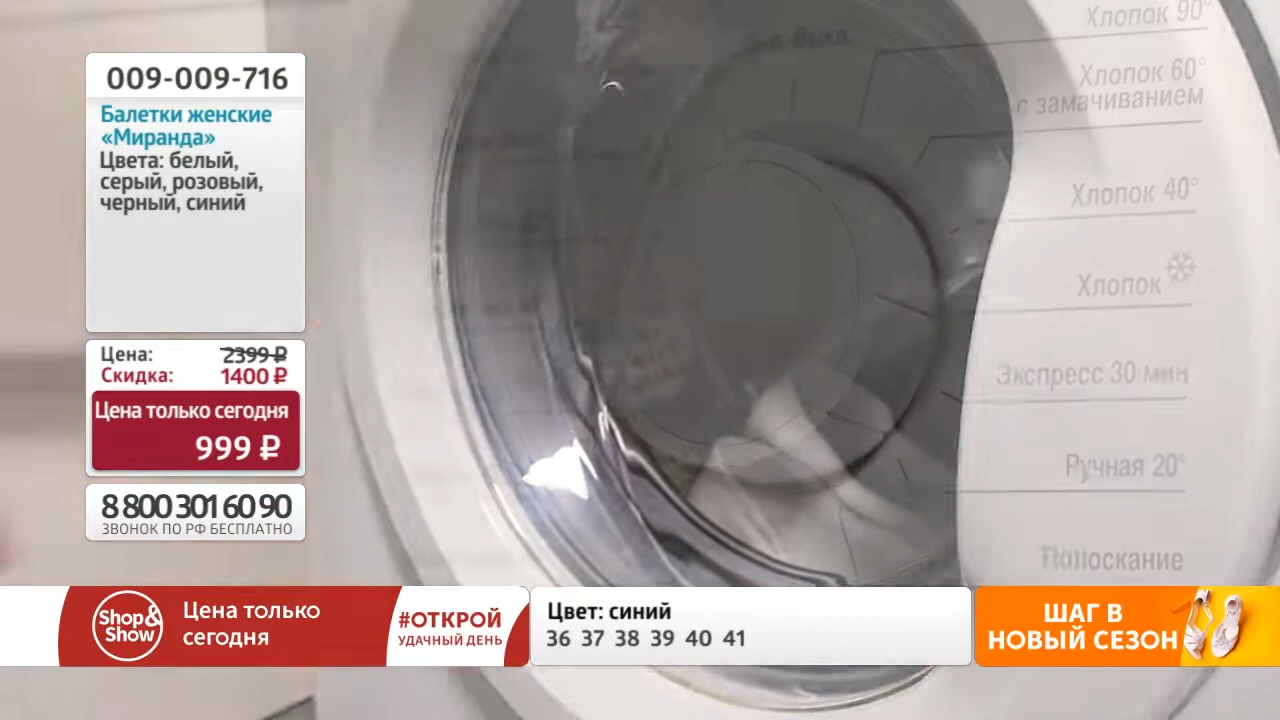 009-009-716
Балетки женские
«Миранда»
Цвета: белый,
серый, розовый,
черный, синий
Цена: 2399 ₽
Скидка: 1400 ₽
Цена только сегодня
999 ₽
8 800 301 60 90
ЗВОНОК ПО РФ БЕСПЛАТНО
Хлопок 90°
Хлопок 60°
с замачиванием
Хлопок 40°
Хлопок
Экспресс 30 мин
Ручная 20°
Полоскание
Shop&
Show
Цена только
сегодня
#ОТКРОЙ
УДАЧНЫЙ ДЕНЬ
Цвет: синий
36 37 38 39 40 41
ШАГ В
НОВЫЙ СЕЗОН